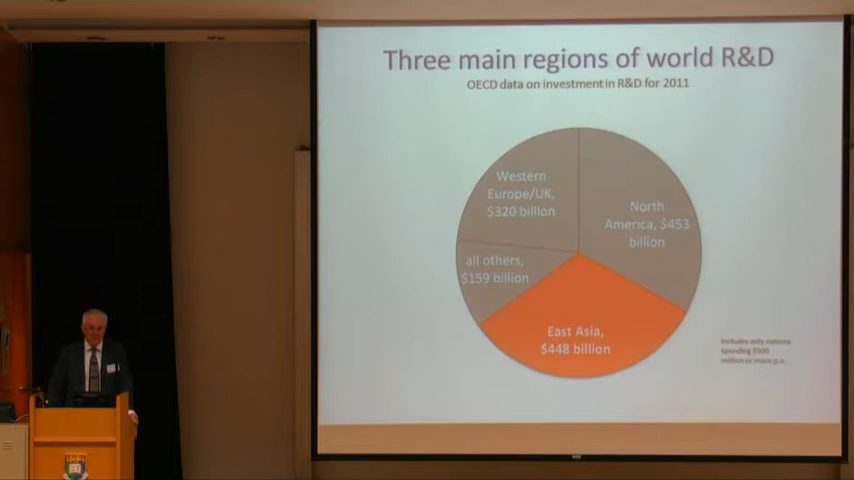 Three main regions of world R&D
OECD data on investment in R&D for 2011
Western
Europe/UK,
$320 billion
North
America, $453
billion
all others,
$159 billion
East Asia,
$448 billion
Includes only nations
spending $500
million or more p.a.